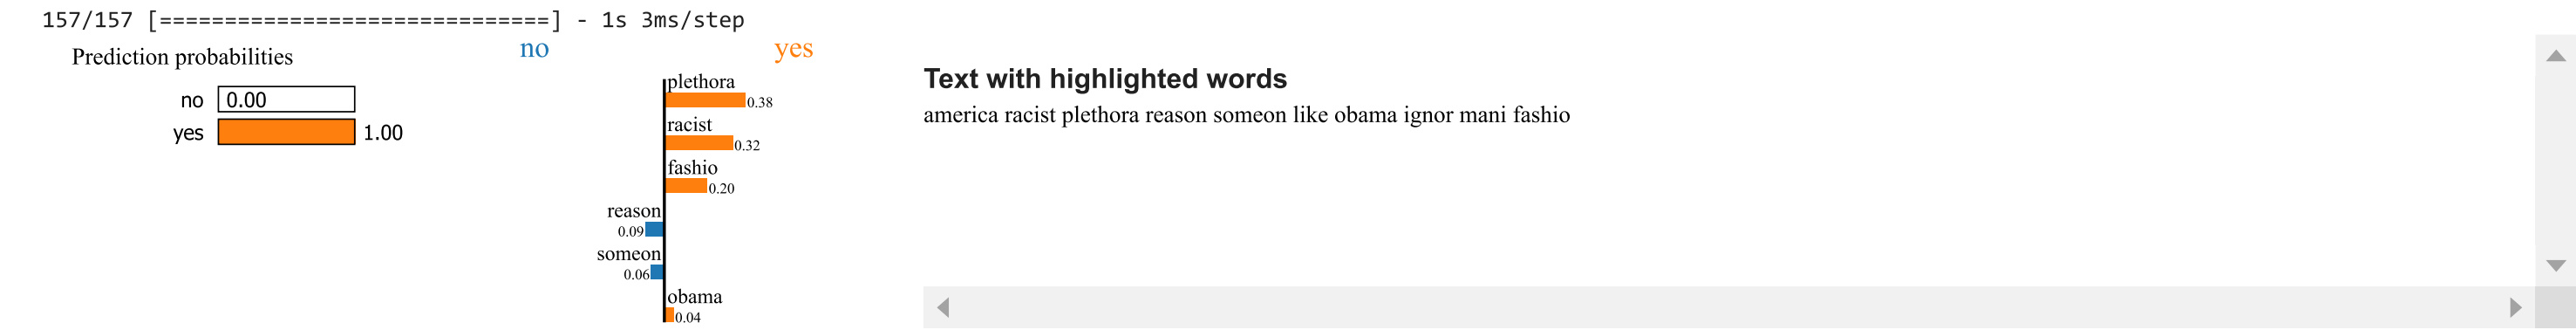 157/157 [==============================] - 1s 3ms/step
Prediction probabilities
no 0.00
yes 1.00
no yes
plethora
0.38
racist
0.32
fashio
0.20
reason
0.09
someon
0.06
obama
0.04
Text with highlighted words
america racist plethora reason someon like obama ignor mani fashio